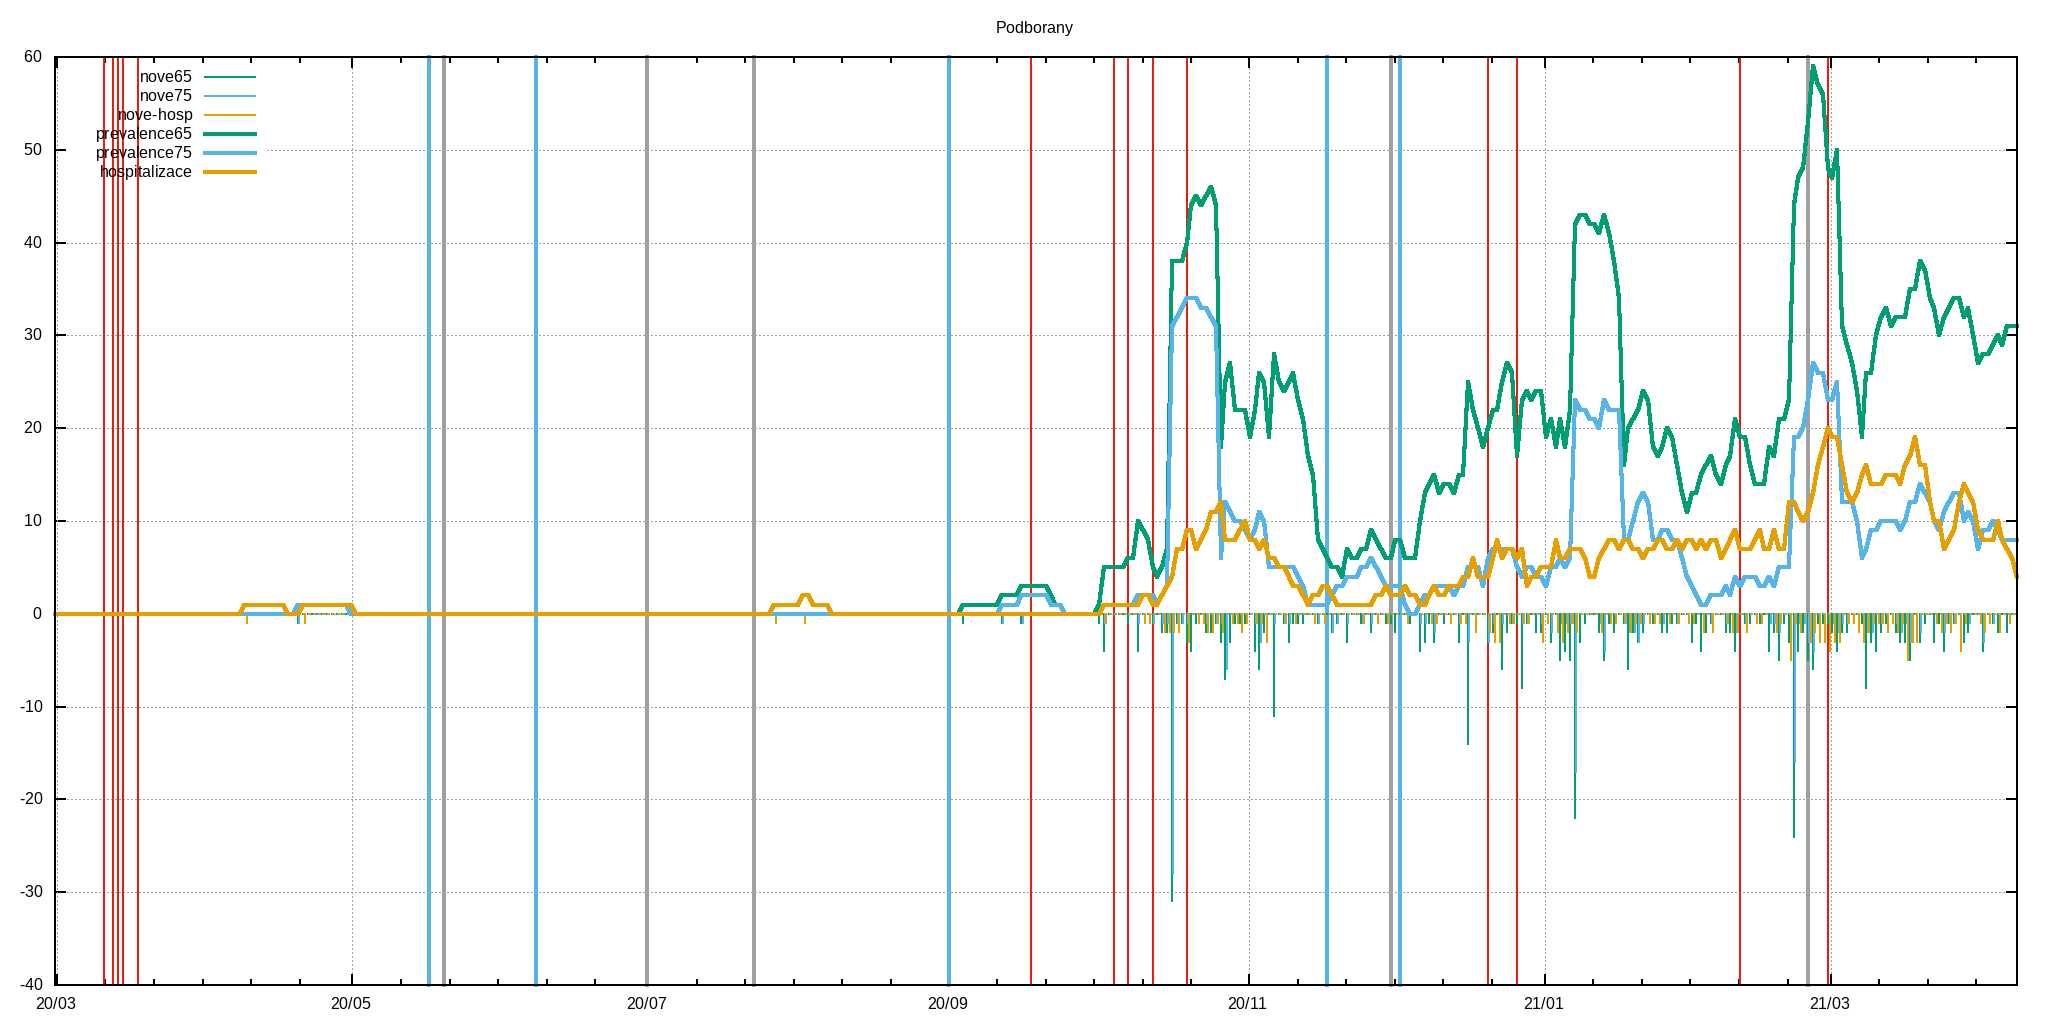 Podborany
60
50
40
30
20
10
0
-10
-20
-30
-40
nove65
nove75
nove-hosp
prevalence65
prevalence75
hospitalizace
20/03 20/05 20/07 20/09 20/11 21/01 21/03